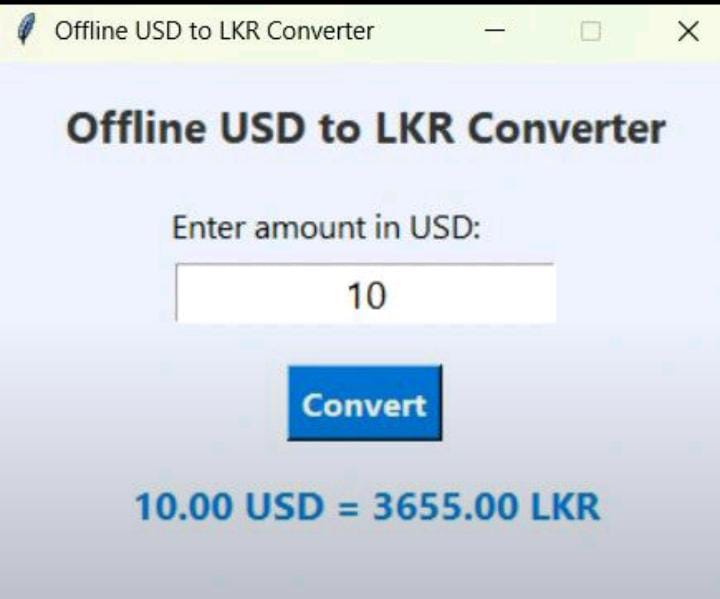 Offline USD to LKR Converter
Offline USD to LKR Converter
Enter amount in USD:
10
Convert
10.00 USD = 3655.00 LKR